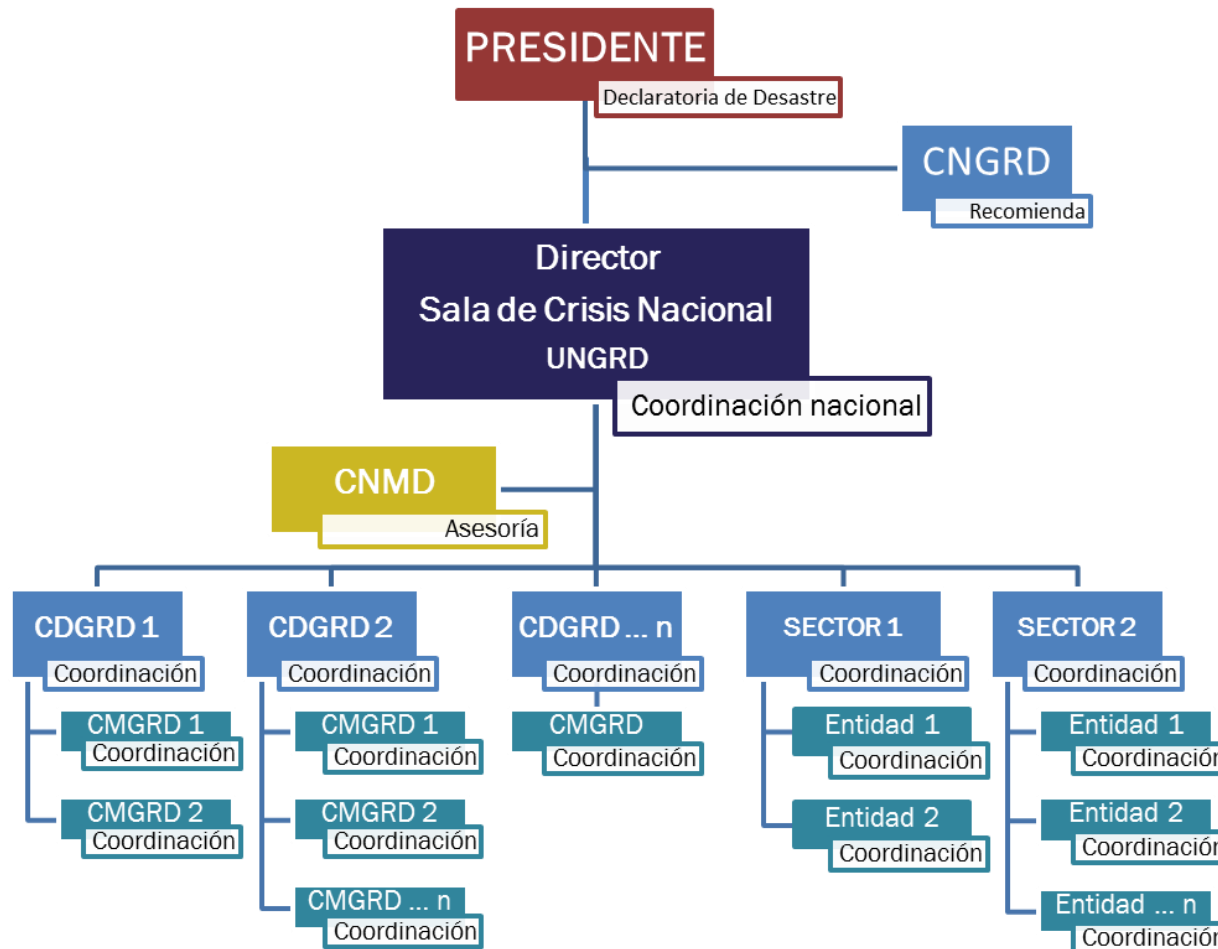 PRESIDENTE
Declaratoria de Desastre
CNGRD
Recomienda
Director
Sala de Crisis Nacional
UNGRD
Coordinación nacional
CNMD
Asesoría
CDGRD 1
Coordinación
CDGRD 2
Coordinación
CDGRD ... n
Coordinación
SECTOR 1
Coordinación
SECTOR 2
Coordinación
CMGRD 1
Coordinación
CMGRD 2
Coordinación
CMGRD 1
Coordinación
CMGRD 2
Coordinación
CMGRD ... n
Coordinación
CMGRD
Coordinación
Entidad 1
Coordinación
Entidad 2
Coordinación
Entidad 1
Coordinación
Entidad 2
Coordinación
Entidad ... n
Coordinación